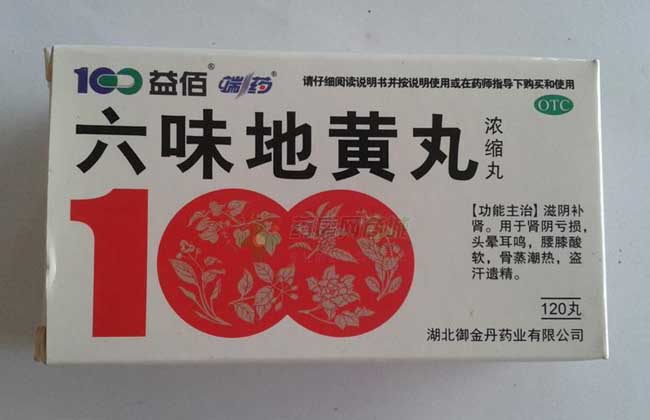 100 益佰® 端药®
请仔细阅读说明书并按说明使用或在药师指导下购买和使用
OTC
六味地黄丸
浓缩丸
100
【功能主治】滋阴补
肾。用于肾阴亏损，
头晕耳鸣，腰膝酸
软，骨蒸潮热，盗
汗遗精。
120丸
湖北御金丹药业有限公司